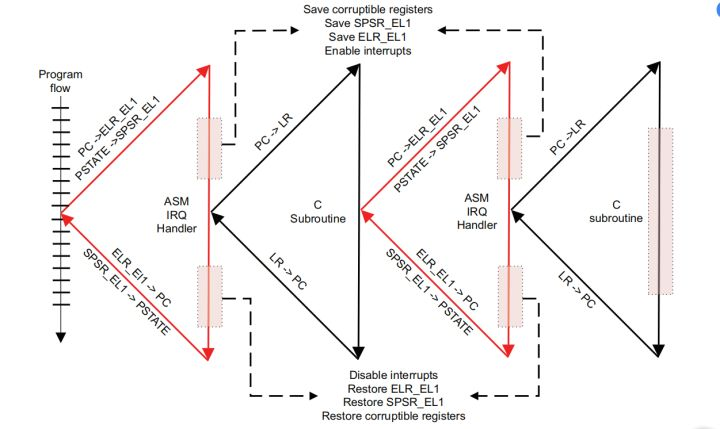 Save corruptible registers
Save SPSR_EL1
Save ELR_EL1
Enable interrupts
Program
flow
PC ->ELR_EL1
PSTATE ->SPSR_EL1
ASM
IRQ
Handler
ELR_El1 -> PC
SPSR_EL1 -> PSTATE
PC -> LR
C
Subroutine
LR -> PC
PC ->ELR_EL1
PSTATE -> SPSR_EL1
ASM
IRQ
Handler
ELR_EL1 -> PC
SPSR_EL1 -> PSTATE
PC ->LR
C
subroutine
LR -> PC
Disable interrupts
Restore ELR_EL1
Restore SPSR_EL1
Restore corruptible registers